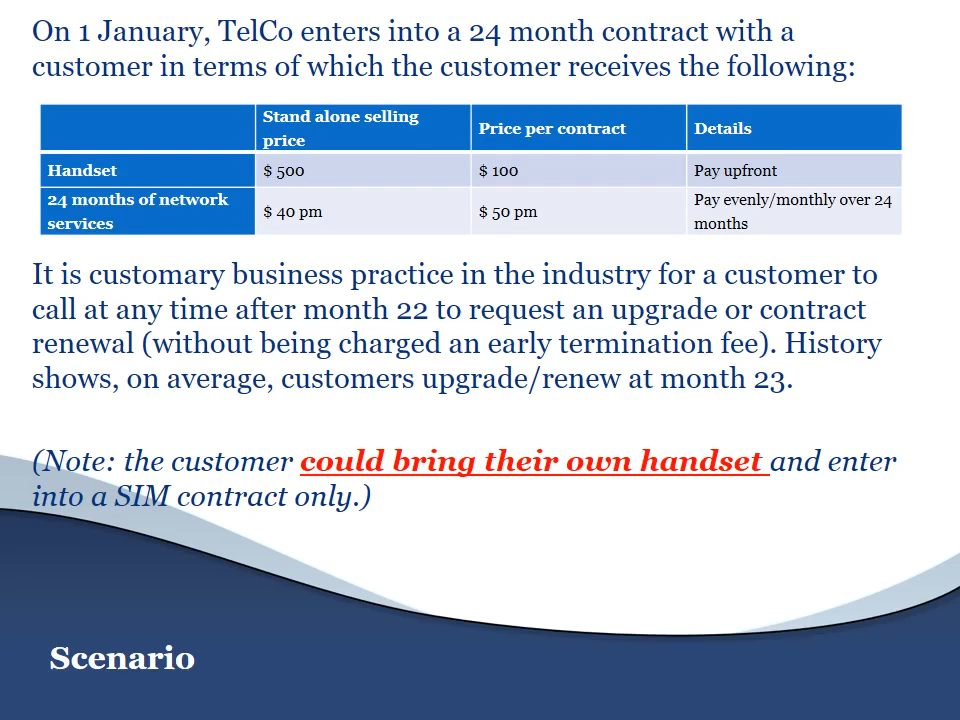 On 1 January, TelCo enters into a 24 month contract with a
customer in terms of which the customer receives the following:
Stand alone selling
price
Price per contract
Details
Handset
$ 500
$ 100
Pay upfront
24 months of network
services
$ 40 pm
$ 50 pm
Pay evenly/monthly over 24
months
It is customary business practice in the industry for a customer to
call at any time after month 22 to request an upgrade or contract
renewal (without being charged an early termination fee). History
shows, on average, customers upgrade/renew at month 23.
(Note: the customer could bring their own handset and enter
into a SIM contract only.)
Scenario